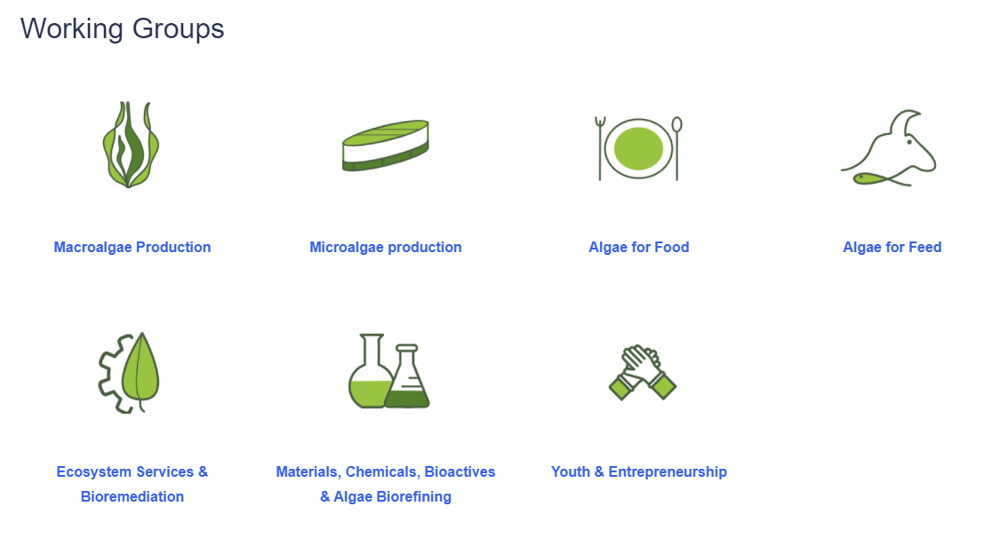 Working Groups
Macroalgae Production
Microalgae production
Algae for Food
Algae for Feed
Ecosystem Services &
Bioremediation
Materials, Chemicals, Bioactives
& Algae Biorefining
Youth & Entrepreneurship